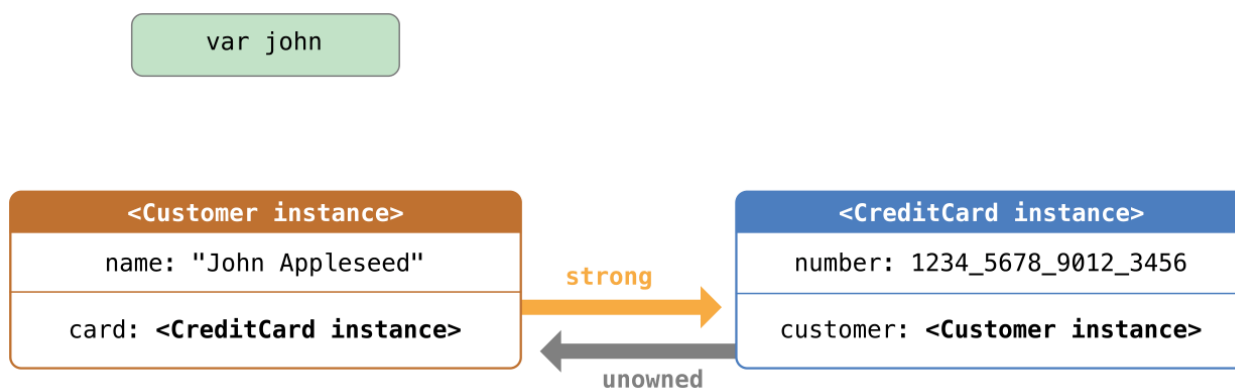 var john
<Customer instance>
name: "John Appleseed"
card: <CreditCard instance>
strong
unowned
<CreditCard instance>
number: 1234_5678_9012_3456
customer: <Customer instance>